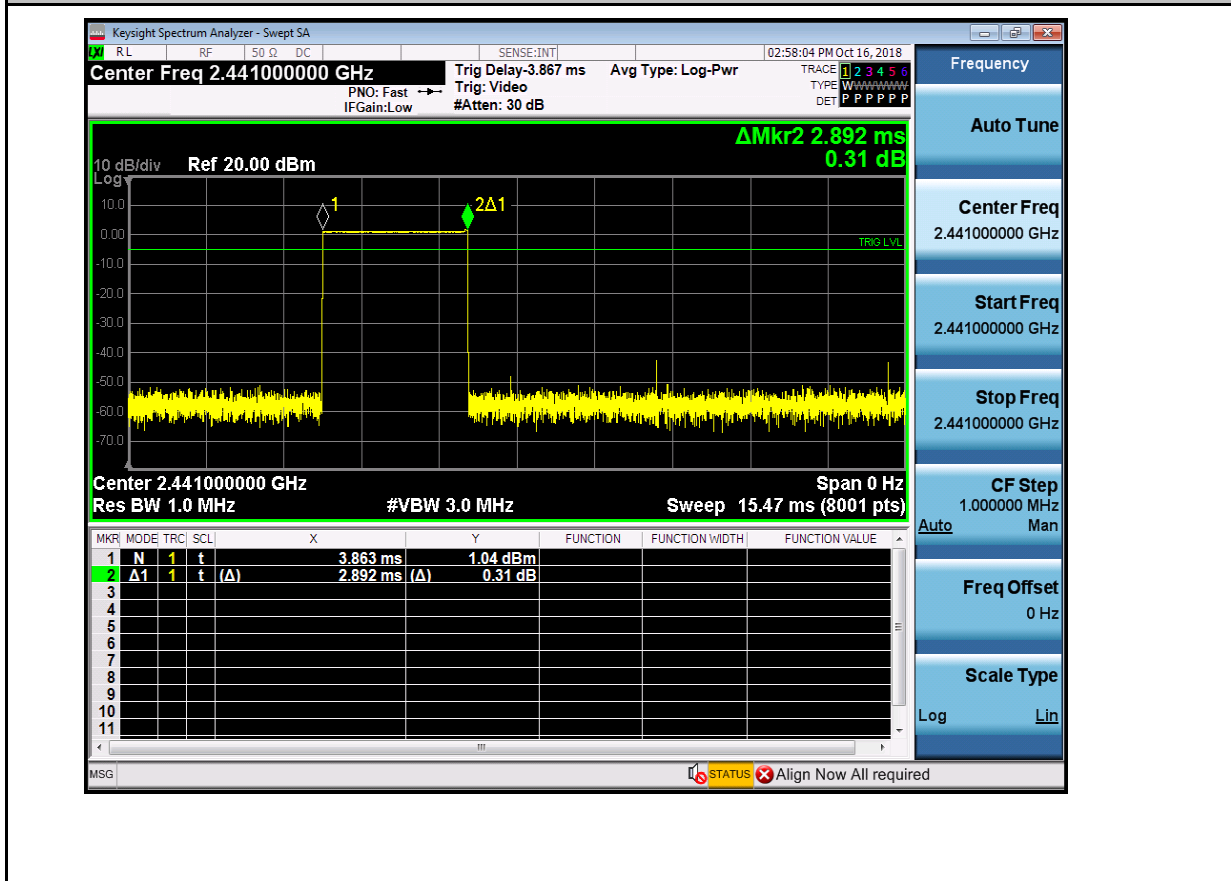 Keysight Spectrum Analyzer - Swept SA
LXI RL RF 50 Ω DC SENSE:INT 02:58:04 PM Oct 16, 2018
Center Freq 2.441000000 GHz
PNO: Fast
IFGain:Low
Trig Delay-3.867 ms
Trig: Video
#Atten: 30 dB
Avg Type: Log-Pwr
TRACE 1 2 3 4 5 6
TYPE WWWWWW
DET P P P P P P
ΔMkr2 2.892 ms
0.31 dB
10 dB/div Ref 20.00 dBm
Log
1
2Δ1
10.0
0.00
TRIG LVL
-10.0
-20.0
-30.0
-40.0
-50.0
-60.0
-70.0
Center 2.441000000 GHz Span 0 Hz
Res BW 1.0 MHz #VBW 3.0 MHz Sweep 15.47 ms (8001 pts)
MKR MODE TRC SCL X Y FUNCTION FUNCTION WIDTH FUNCTION VALUE
1 N 1 t 3.863 ms 1.04 dBm
2 Δ1 1 t (Δ) 2.892 ms (Δ) 0.31 dB
3
4
5
6
7
8
9
10
11
MSG STATUS Align Now All required
Frequency
Auto Tune
Center Freq
2.441000000 GHz
Start Freq
2.441000000 GHz
Stop Freq
2.441000000 GHz
CF Step
1.000000 MHz
Auto Man
Freq Offset
0 Hz
Scale Type
Log Lin